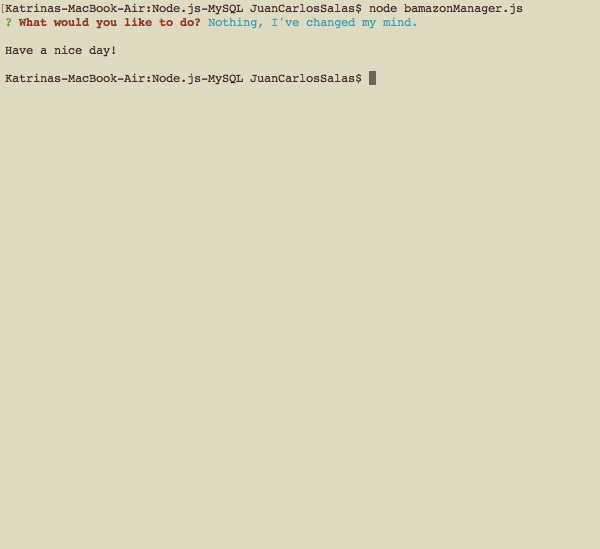 [Katrinas-MacBook-Air:Node.js-MySQL JuanCarlosSalas$ node bamazonManager.js
? What would you like to do? Nothing, I've changed my mind.
Have a nice day!
Katrinas-MacBook-Air:Node.js-MySQL JuanCarlosSalas$